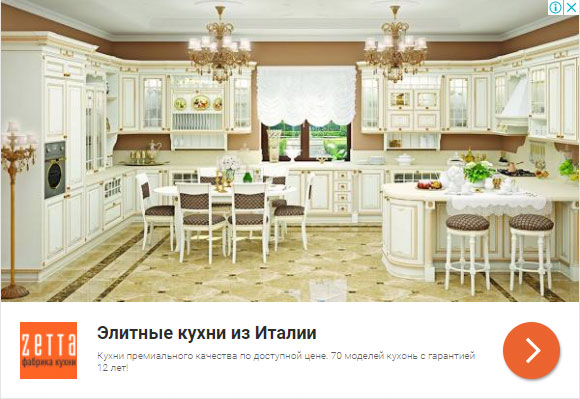 Элитные кухни из Италии
Кухни премиального качества по доступной цене. 70 моделей кухонь с гарантией
12 лет!
ZETTA
фабрика кухни